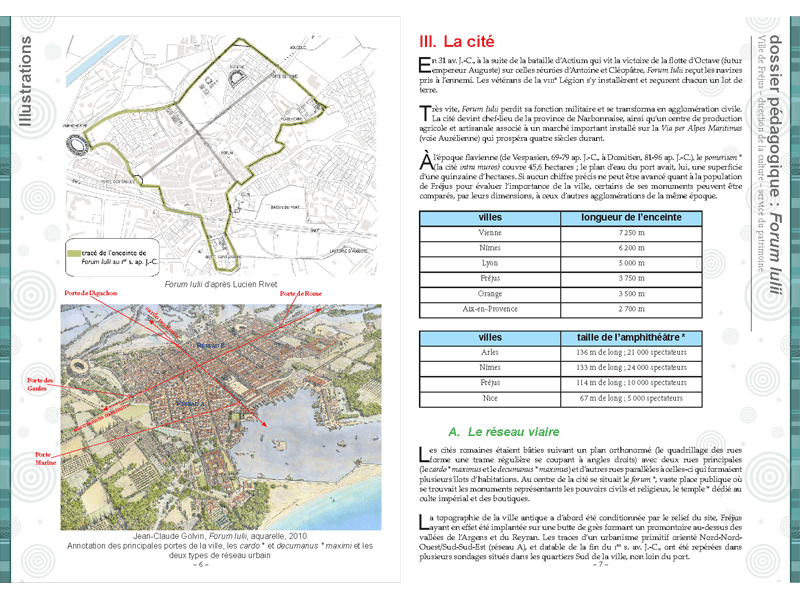 Illustrations
AMPHITHÉÂTRE
PORTE DES GAULES
FORUM
BASSIN DU PORT
tracé de l'enceinte de
Forum Iulii au Ier s. ap. J.-C.
Forum Iulii d'après Lucien Rivet
Porte de l'Agachon
Porte de Rome
cardo maximus
RÉSEAU B
Porte des
Gaules
RÉSEAU A
decumanus maximus
Porte
Marine
Jean-Claude Golvin, Forum Iulii, aquarelle, 2010
Annotation des principales portes de la ville, les cardo * et decumanus * maximi et les
deux types de réseau urbain
– 6 –
III. La cité
En 31 av. J.-C., à la suite de la bataille d'Actium qui vit la victoire de la flotte d'Octave (futur
empereur Auguste) sur celles réunies d'Antoine et Cléopâtre, Forum Iulii reçut les navires
pris à l'ennemi. Les vétérans de la VIIIe Légion s'y installèrent et reçurent chacun un lot de
terre.
Très vite, Forum Iulii perdit sa fonction militaire et se transforma en agglomération civile.
La cité devint chef-lieu de la province de Narbonnaise, ainsi qu'un centre de production
agricole et artisanale associé à un marché important installé sur la Via per Alpes Maritimas
(voie Aurélienne) qui prospéra quatre siècles durant.
À l'époque flavienne (de Vespasien, 69-79 ap. J.-C., à Domitien, 81-96 ap. J.-C.), le pomerium *
(la cité intra muros) couvre 45,6 hectares ; le plan d'eau du port avait, lui, une superficie
d'une quinzaine d'hectares. Si aucun chiffre précis ne peut être avancé quant à la population
de Fréjus pour évaluer l'importance de la ville, certains de ses monuments peuvent être
comparés, par leurs dimensions, à ceux d'autres agglomérations de la même époque.
villes longueur de l'enceinte
Vienne 7 250 m
Nîmes 6 200 m
Lyon 5 000 m
Fréjus 3 750 m
Orange 3 500 m
Aix-en-Provence 2 700 m
villes taille de l'amphithéâtre *
Arles 136 m de long ; 21 000 spectateurs
Nîmes 133 m de long ; 24 000 spectateurs
Fréjus 114 m de long ; 10 000 spectateurs
Nice 67 m de long ; 5 000 spectateurs
A. Le réseau viaire
Les cités romaines étaient bâties suivant un plan orthonormé (le quadrillage des rues
forme une trame régulière se coupant à angles droits) avec deux rues principales
(le cardo * maximus et le decumanus * maximus) et d'autres rues parallèles à celles-ci qui formaient
plusieurs îlots d'habitations. Au centre de la cité se situait le forum *, vaste place publique où
se trouvait les monuments représentants les pouvoirs civils et religieux, le temple * dédié au
culte impérial et des boutiques.
La topographie de la ville antique a d'abord été conditionnée par le relief du site, Fréjus
ayant en effet été implantée sur une butte de grès formant un promontoire au-dessus des
vallées de l'Argens et du Reyran. Les traces d'un urbanisme primitif orienté Nord-Nord-
Ouest/Sud-Sud-Est (réseau A), et datable de la fin du Ier s. av. J.-C., ont été repérées dans
plusieurs sondages situés dans les quartiers Sud de la ville, non loin du port.
– 7 –
dossier pédagogique : Forum Iulii
Ville de Fréjus - direction de la culture - service du patrimoine